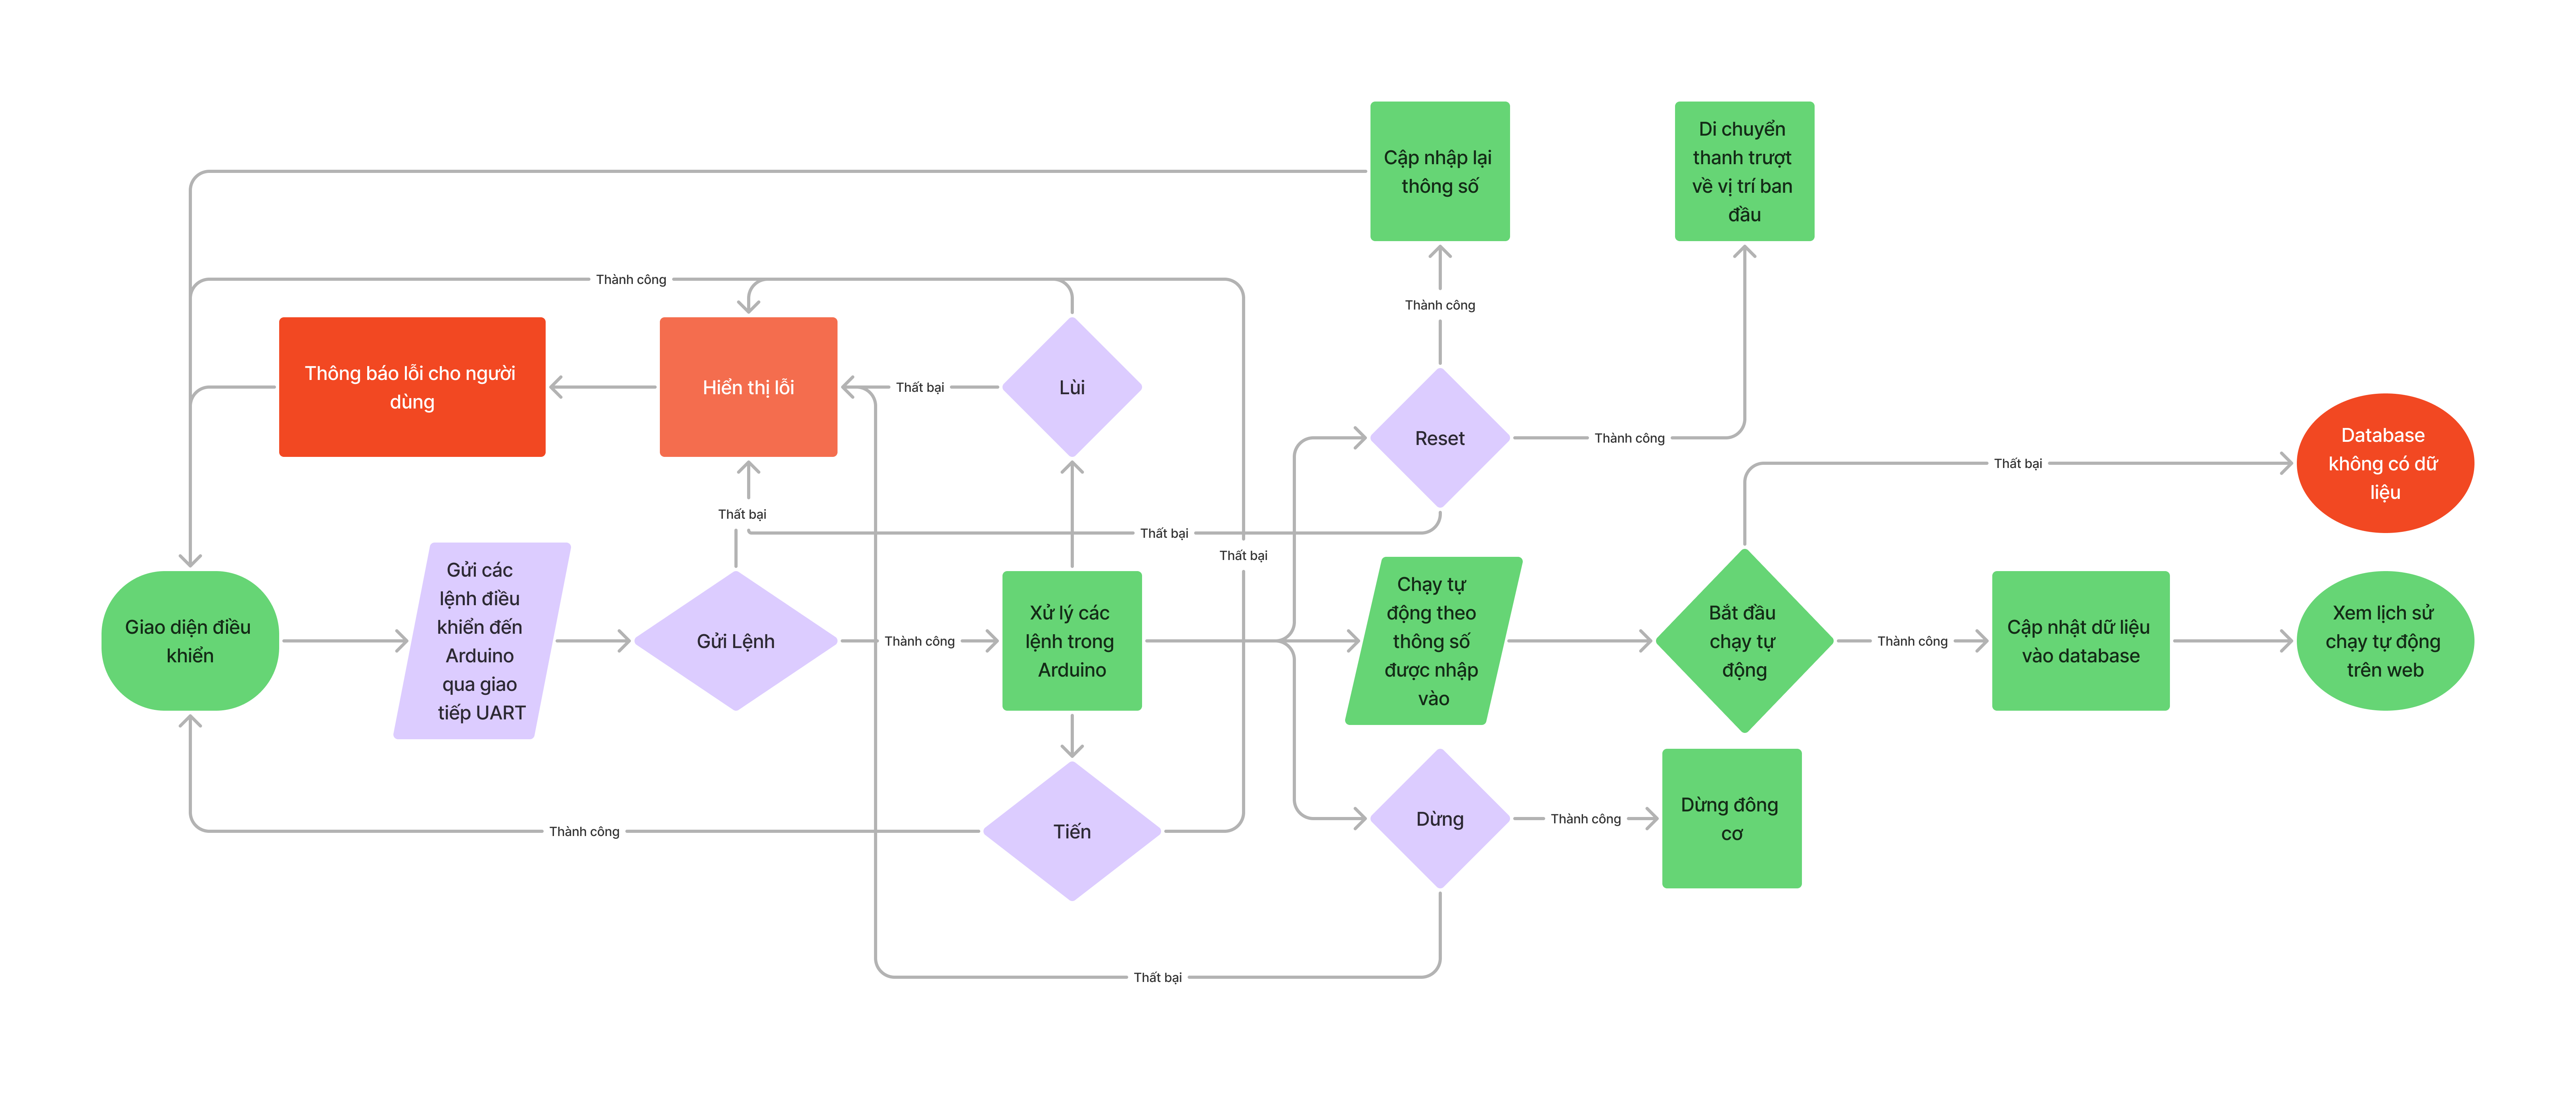 Cập nhập lại
thông số
Di chuyển
thanh trượt
về vị trí ban
đầu
Thành công
Thành công
Thông báo lỗi cho người
dùng
Hiển thị lỗi
Thất bại
Lùi
Reset
Thành công
Thất bại
Database
không có dữ
liệu
Thất bại
Thất bại
Thất bại
Giao diện điều
khiển
Gửi các
lệnh điều
khiển đến
Arduino
qua giao
tiếp UART
Gửi Lệnh
Thành công
Xử lý các
lệnh trong
Arduino
Chạy tự
động theo
thông số
được nhập
vào
Bắt đầu
chạy tự
động
Thành công
Cập nhật dữ liệu
vào database
Xem lịch sử
chạy tự động
trên web
Thành công
Tiến
Dừng
Thành công
Dừng đông
cơ
Thất bại